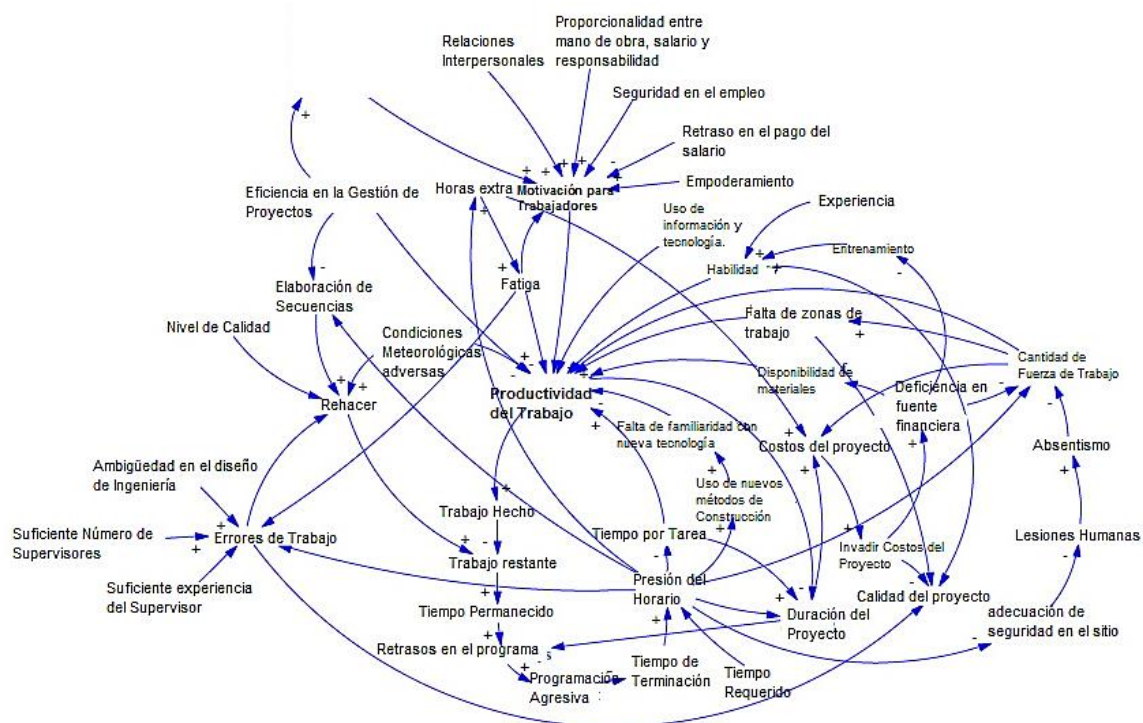 Proporcionalidad entre
mano de obra, salario y
responsabilidad
Relaciones
Interpersonales
Seguridad en el empleo
Retraso en el pago del
salario
Empoderamiento
Eficiencia en la Gestión de
Proyectos
Horas extra
Motivación para
Trabajadores
Experiencia
Uso de
información y
tecnología.
Entrenamiento
Habilidad
Fatiga
Elaboración de
Secuencias
Nivel de Calidad
Condiciones
Meteorológicas
adversas
Falta de zonas de
trabajo
Cantidad de
Fuerza de Trabajo
Disponibilidad de
materiales
Deficiencia en
fuente
financiera
Rehacer
Productividad
del Trabajo
Falta de familiaridad con
nueva tecnología
Costos del proyecto
Absentismo
Ambigüedad en el diseño
de Ingeniería
Uso de nuevos
métodos de
Construcción
Trabajo Hecho
Suficiente Número de
Supervisores
Errores de Trabajo
Tiempo por Tarea
Lesiones Humanas
Invadir Costos del
Proyecto
Trabajo restante
Suficiente experiencia
del Supervisor
Presión del
Horario
Calidad del proyecto
Tiempo Permanecido
Duración del
Proyecto
adecuación de
seguridad en el sitio
Retrasos en el programa
Programación
Agresiva
Tiempo de
Terminación
Tiempo
Requerido